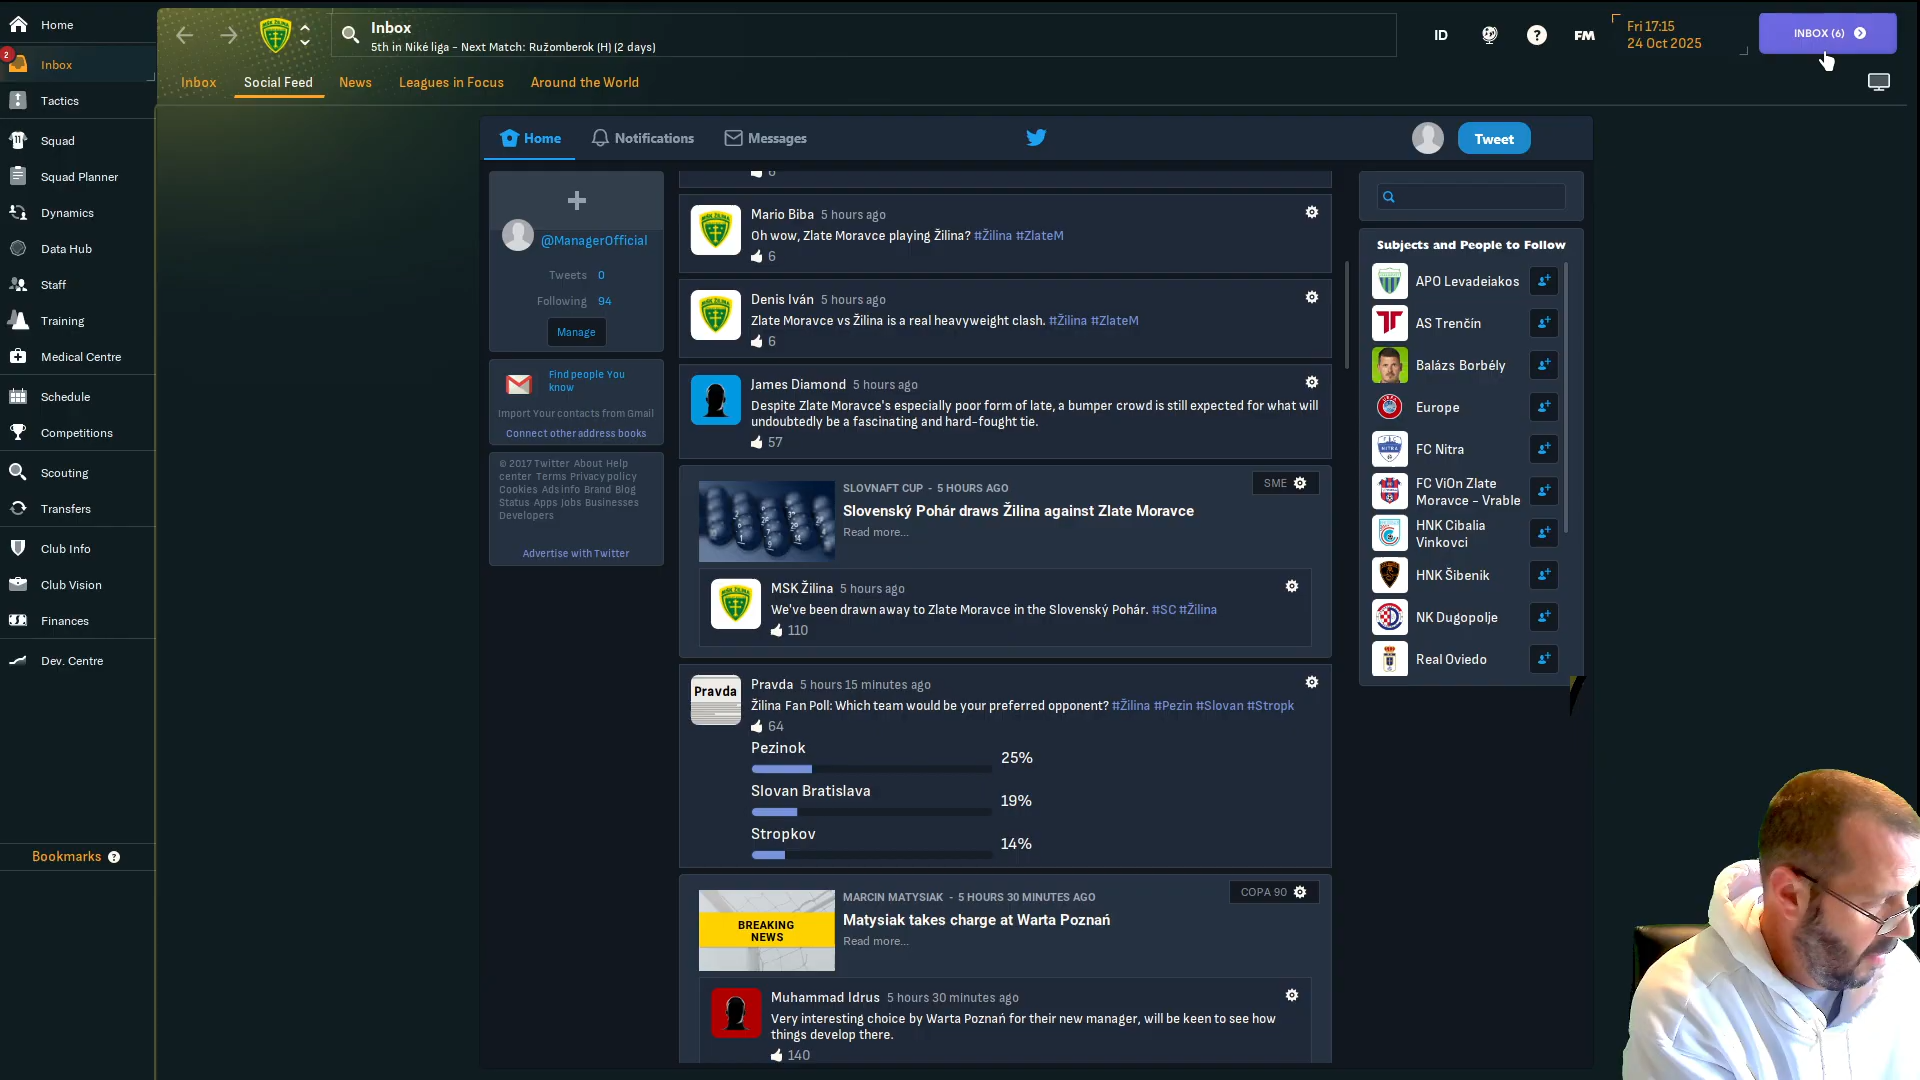 Home
2
Inbox
Tactics
Squad
Squad Planner
Dynamics
Data Hub
Staff
Training
Medical Centre
Schedule
Competitions
Scouting
Transfers
Club Info
Club Vision
Finances
Dev. Centre
Bookmarks ?
Inbox
5th in Niké liga - Next Match: Ružomberok (H) (2 days)
ID
?
FM
Fri 17:15
24 Oct 2025
INBOX (6)
Inbox
Social Feed
News
Leagues in Focus
Around the World
Home
Notifications
Messages
Tweet
@ManagerOfficial
Tweets 0
Following 94
Manage
Find people You
know
Import Your contacts from Gmail
Connect other address books
© 2017 Twitter About Help
center Terms Privacy policy
Cookies Ads info Brand Blog
Status Apps jobs Businesses
Developers
Advertise with Twitter
6
Mario Biba 5 hours ago
Oh wow, Zlate Moravce playing Žilina? #Žilina #ZlateM
6
Denis Iván 5 hours ago
Zlate Moravce vs Žilina is a real heavyweight clash. #Žilina #ZlateM
6
James Diamond 5 hours ago
Despite Zlate Moravce's especially poor form of late, a bumper crowd is still expected for what will
undoubtedly be a fascinating and hard-fought tie.
57
SLOVNAFT CUP - 5 HOURS AGO
SME
Slovenský Pohár draws Žilina against Zlate Moravce
Read more...
MSK Žilina 5 hours ago
We've been drawn away to Zlate Moravce in the Slovenský Pohár. #SC #Žilina
110
Pravda
Pravda 5 hours 15 minutes ago
Žilina Fan Poll: Which team would be your preferred opponent? #Žilina #Pezin #Slovan #Stropk
64
Pezinok
25%
Slovan Bratislava
19%
Stropkov
14%
BREAKING
NEWS
MARCIN MATYSIAK - 5 HOURS 30 MINUTES AGO
COPA 90
Matysiak takes charge at Warta Poznań
Read more...
Muhammad Idrus 5 hours 30 minutes ago
Very interesting choice by Warta Poznań for their new manager, will be keen to see how
things develop there.
140
Subjects and People to Follow
APO Levadeiakos
AS Trenčín
Balázs Borbély
Europe
FC Nitra
FC ViOn Zlate
Moravce - Vrable
HNK Cibalia
Vinkovci
HNK Šibenik
NK Dugopolje
Real Oviedo